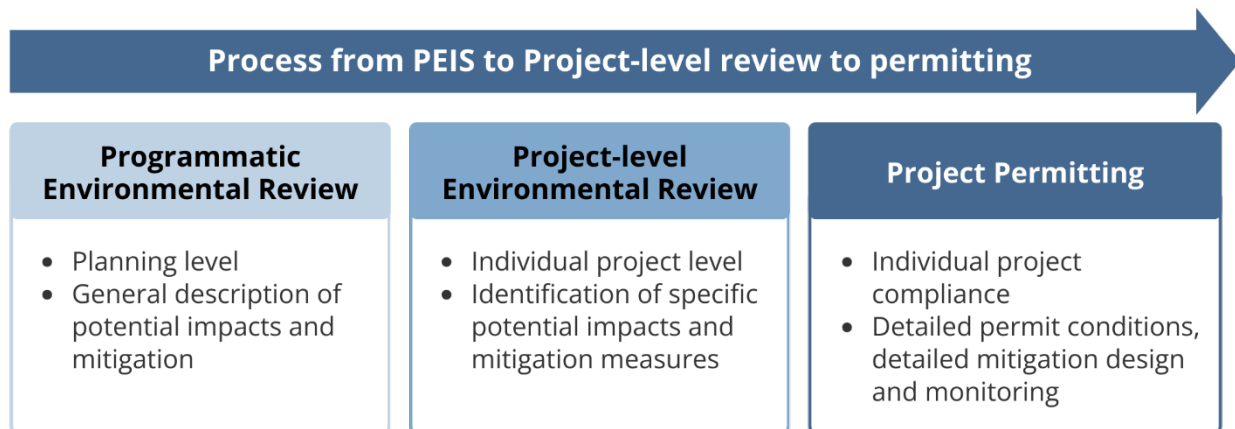 Process from PEIS to Project-level review to permitting
Programmatic
Environmental Review
• Planning level
• General description of
potential impacts and
mitigation
Project-level
Environmental Review
• Individual project level
• Identification of specific
potential impacts and
mitigation measures
Project Permitting
• Individual project
compliance
• Detailed permit conditions,
detailed mitigation design
and monitoring